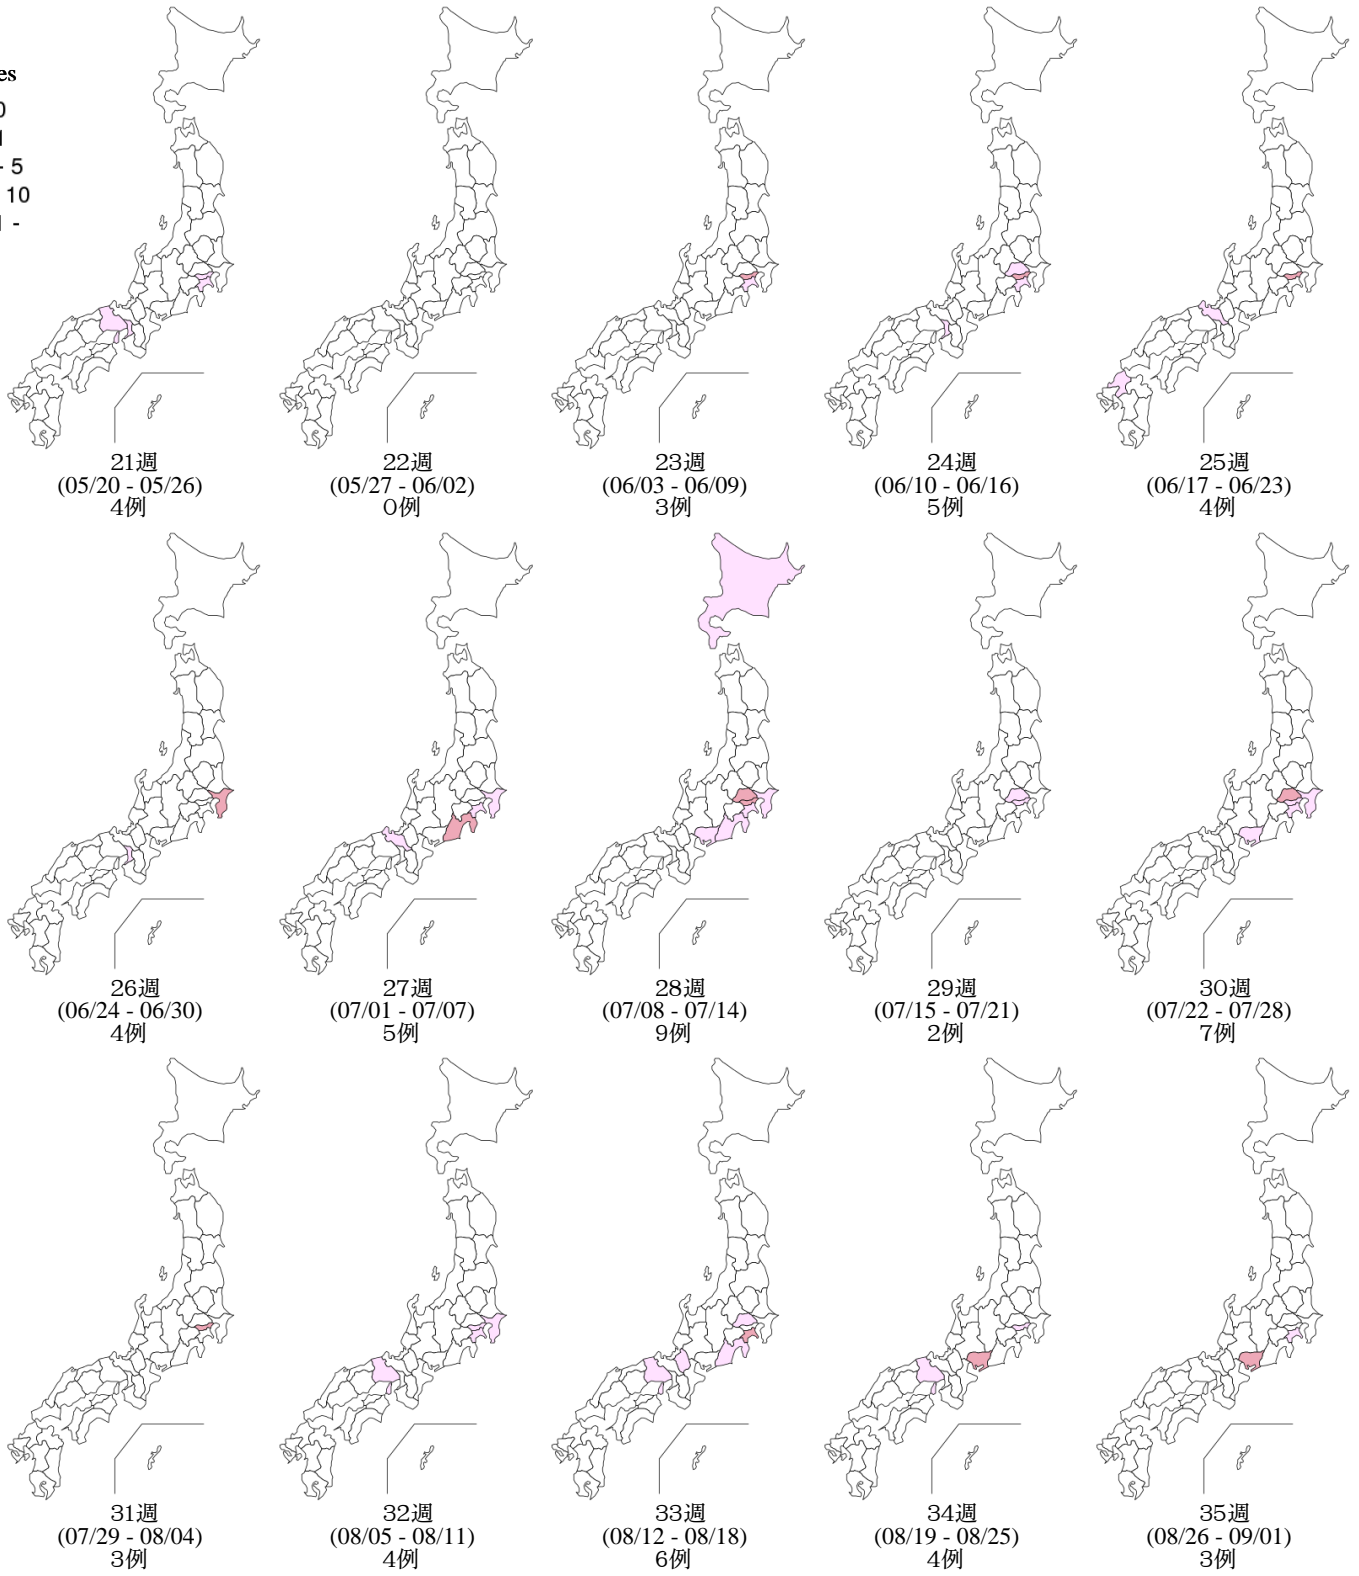 es
0
1
- 5
10
1 -
21週
(05/20 - 05/26)
4例
22週
(05/27 - 06/02)
0例
23週
(06/03 - 06/09)
3例
24週
(06/10 - 06/16)
5例
25週
(06/17 - 06/23)
4例
26週
(06/24 - 06/30)
4例
27週
(07/01 - 07/07)
5例
28週
(07/08 - 07/14)
9例
29週
(07/15 - 07/21)
2例
30週
(07/22 - 07/28)
7例
31週
(07/29 - 08/04)
3例
32週
(08/05 - 08/11)
4例
33週
(08/12 - 08/18)
6例
34週
(08/19 - 08/25)
4例
35週
(08/26 - 09/01)
3例